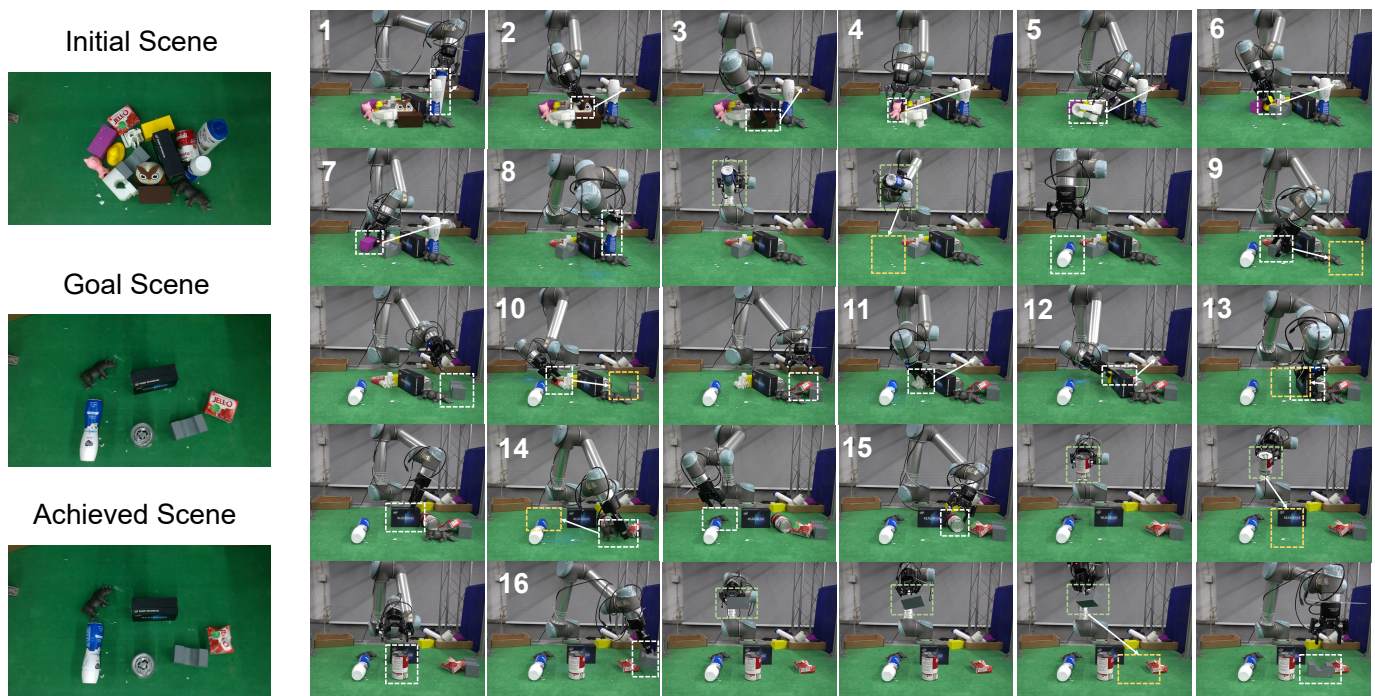 Initial Scene
Goal Scene
Achieved Scene
1 2 3 4 5 6
7 8 9
10 11 12 13
14 15
16
JELL-O
JELL-O